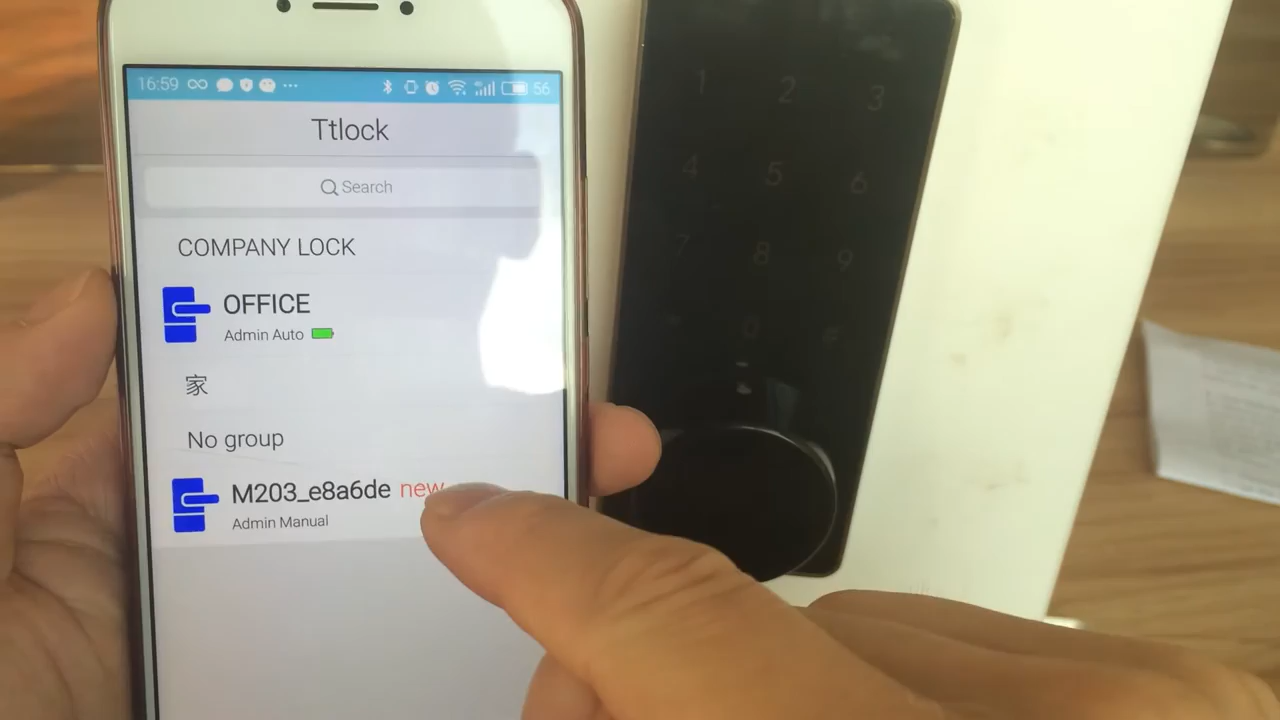 16:59 ... 56
Ttlock
Search
COMPANY LOCK
OFFICE
Admin Auto
家
No group
M203_e8a6de new
Admin Manual
1 2 3
4 5 6
7 8 9
0 #